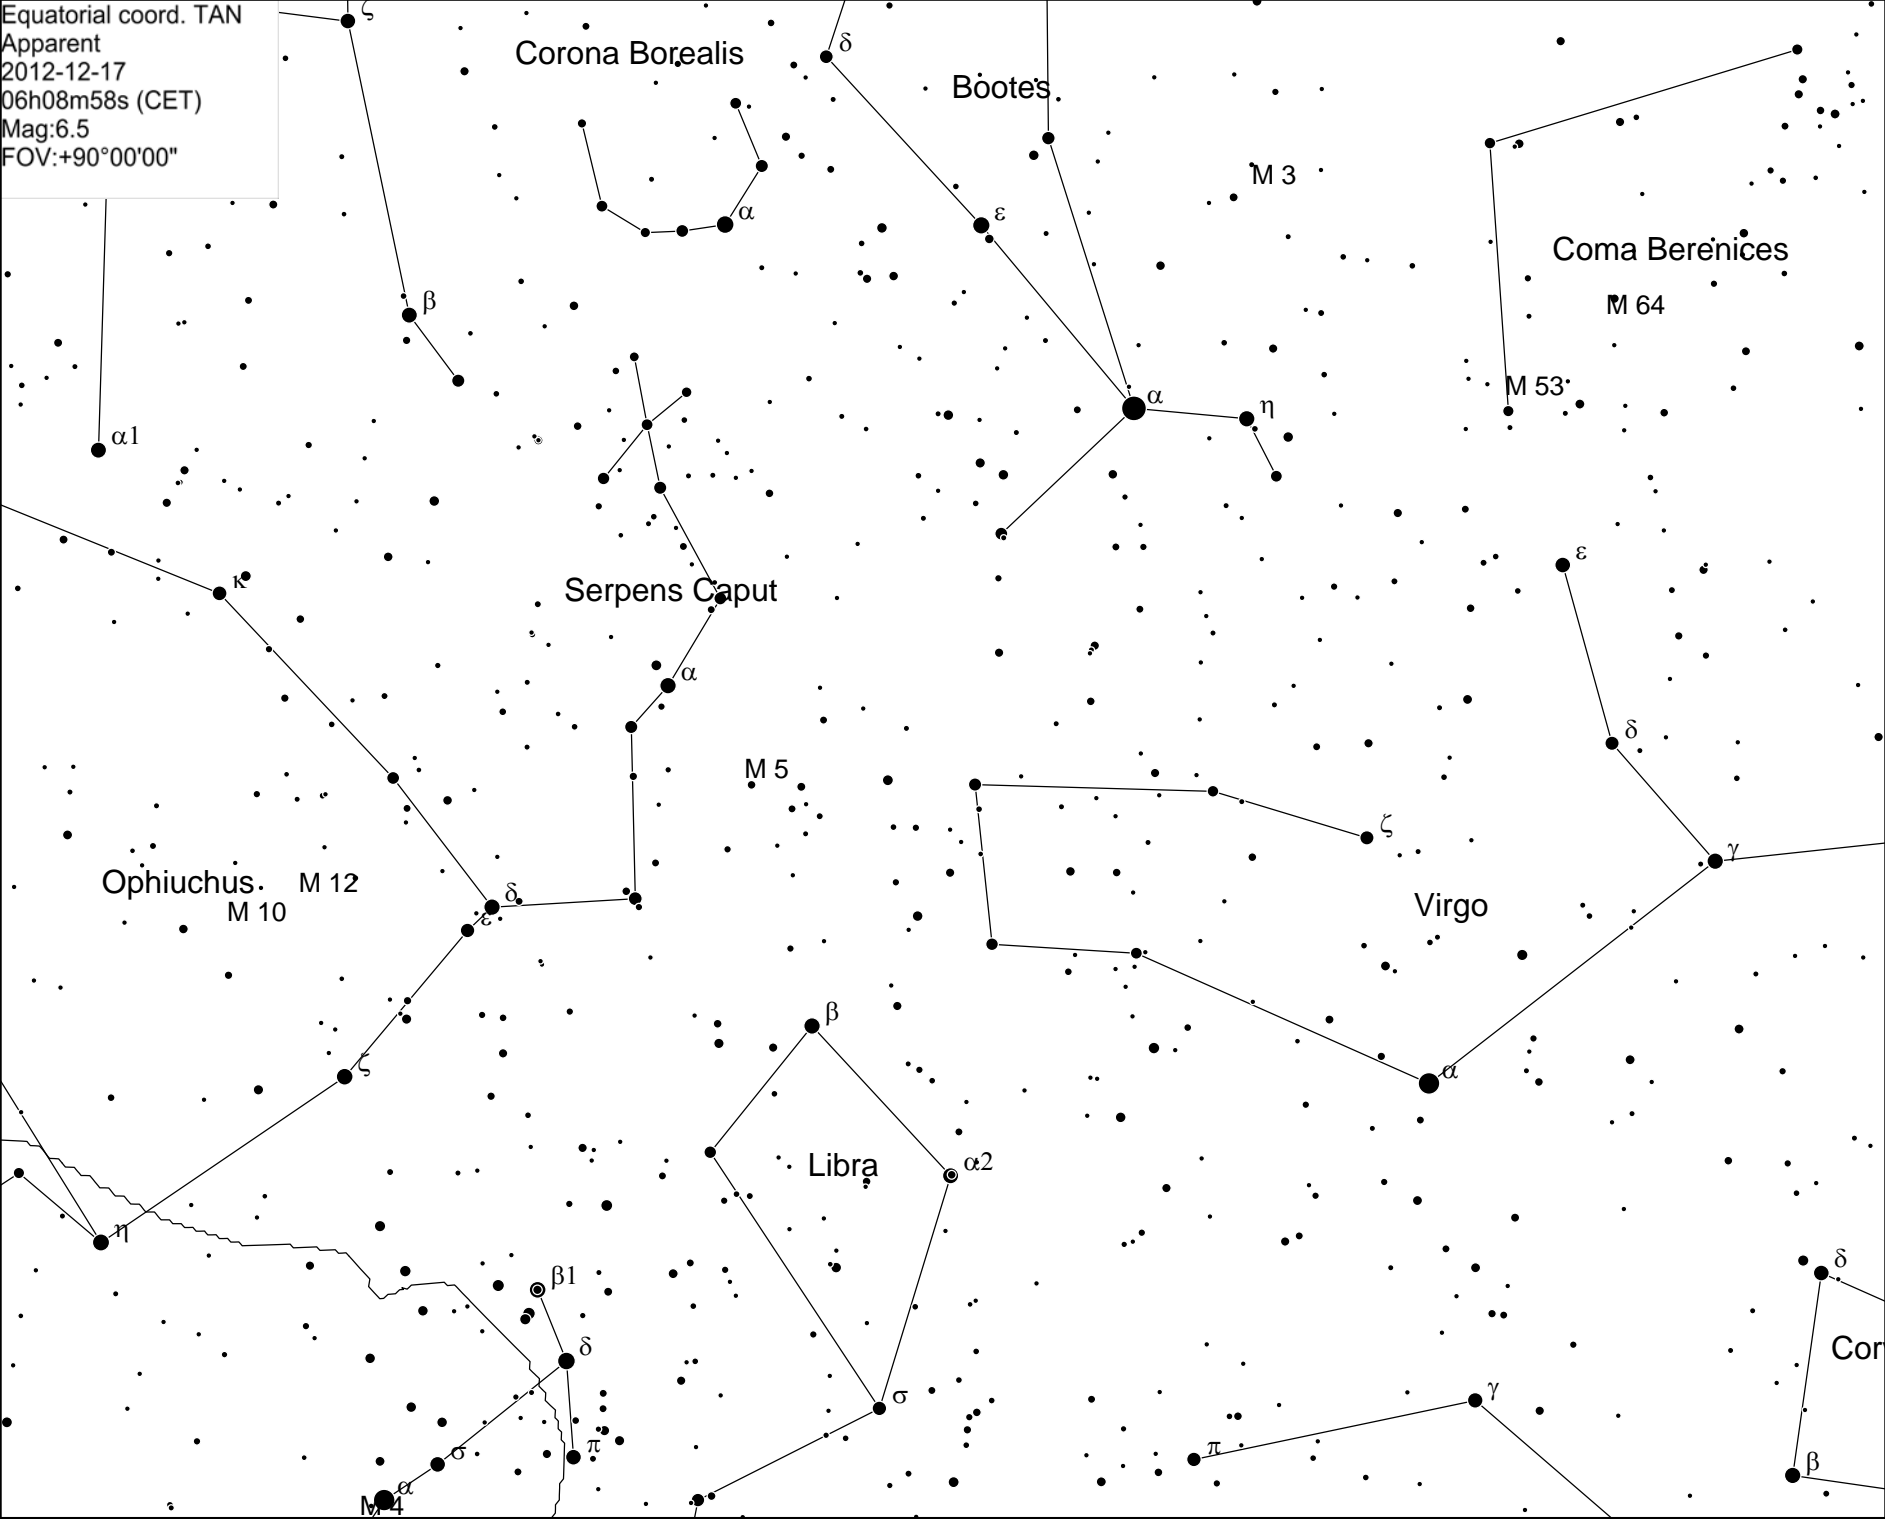 Equatorial coord. TAN
Apparent
2012-12-17
06h08m58s (CET)
Mag:6.5
FOV:+90°00'00"
ζ
Corona Borealis
δ
Bootes
M 3
α
ε
Coma Berenices
β
M 64
α
η
M 53
α1
ε
κ
Serpens Caput
α
δ
M 5
ζ
γ
Ophiuchus
M 12
δ
Virgo
M 10
ε
β
ζ
α
Libra
α2
η
δ
β1
δ
Cor
σ
γ
σ
π
π
β
α
M 4